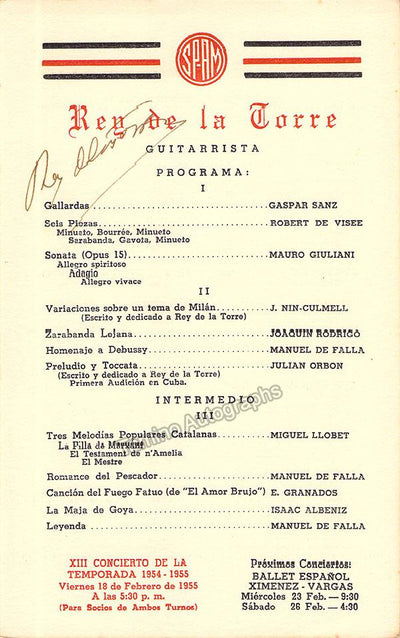 SPAM
Rey de la Torre
GUITARRISTA
PROGRAMA:
I
Gallardas GASPAR SANZ
Seis Piezas ROBERT DE VISEE
Minueto, Bourrée, Minueto
Sarabanda, Gavota, Minueto
Sonata (Opus 15) MAURO GIULIANI
Allegro spiritoso
Adagio
Allegro vivace
II
Variaciones sobre un tema de Milán J. NIN-CULMELL
(Escrito y dedicado a Rey de la Torre)
Zarabanda Lejana JOAQUIN RODRIGO
Homenaje a Debussy MANUEL DE FALLA
Preludio y Toccata JULIAN ORBON
(Escrito y dedicado a Rey de la Torre)
Primera Audición en Cuba.
INTERMEDIO
III
Tres Melodías Populares Catalanas MIGUEL LLOBET
La Filla de
El Testament de n'Amelia
El Mestre
Romance del Pescador MANUEL DE FALLA
Canción del Fuego Fatuo (de "El Amor Brujo") E. GRANADOS
La Maja de Goya ISAAC ALBENIZ
Leyenda MANUEL DE FALLA
XIII CONCIERTO DE LA
TEMPORADA 1954 - 1955
Viernes 18 de Febrero de 1955
A las 5:30 p. m.
(Para Socios de Ambos Turnos)
Próximos Conciertos:
BALLET ESPAÑOL
XIMENEZ - VARGAS
Miércoles 23 Feb. — 9:30
Sábado 26 Feb. — 4:30
Tamino Autographs